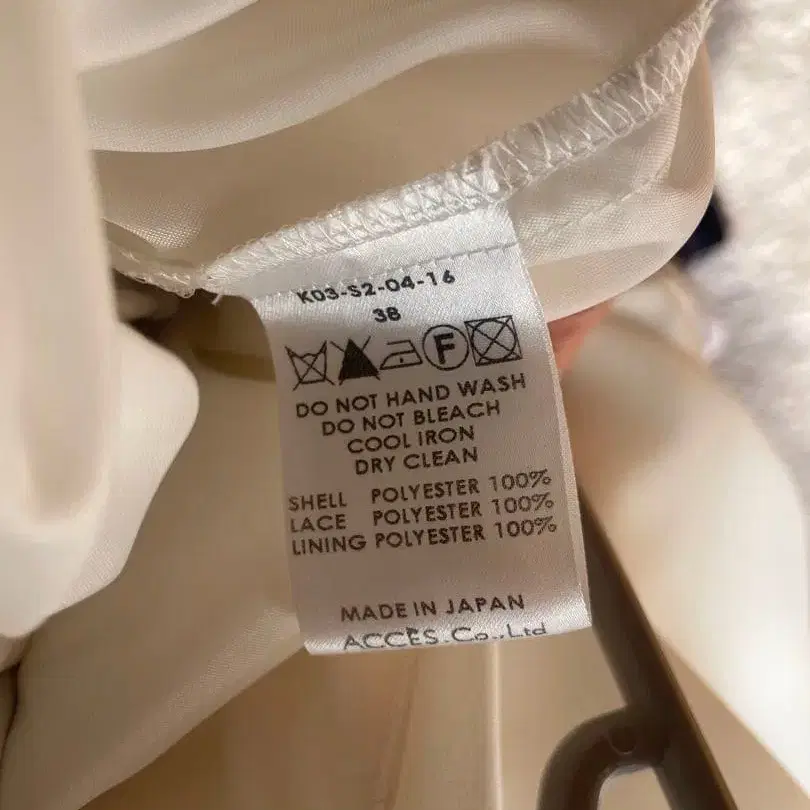 K03-S2-04-16
38
F
DO NOT HAND WASH
DO NOT BLEACH
COOL IRON
DRY CLEAN
SHELL POLYESTER 100%
LACE POLYESTER 100%
LINING POLYESTER 100%
MADE IN JAPAN
ACCES Co.,Ltd